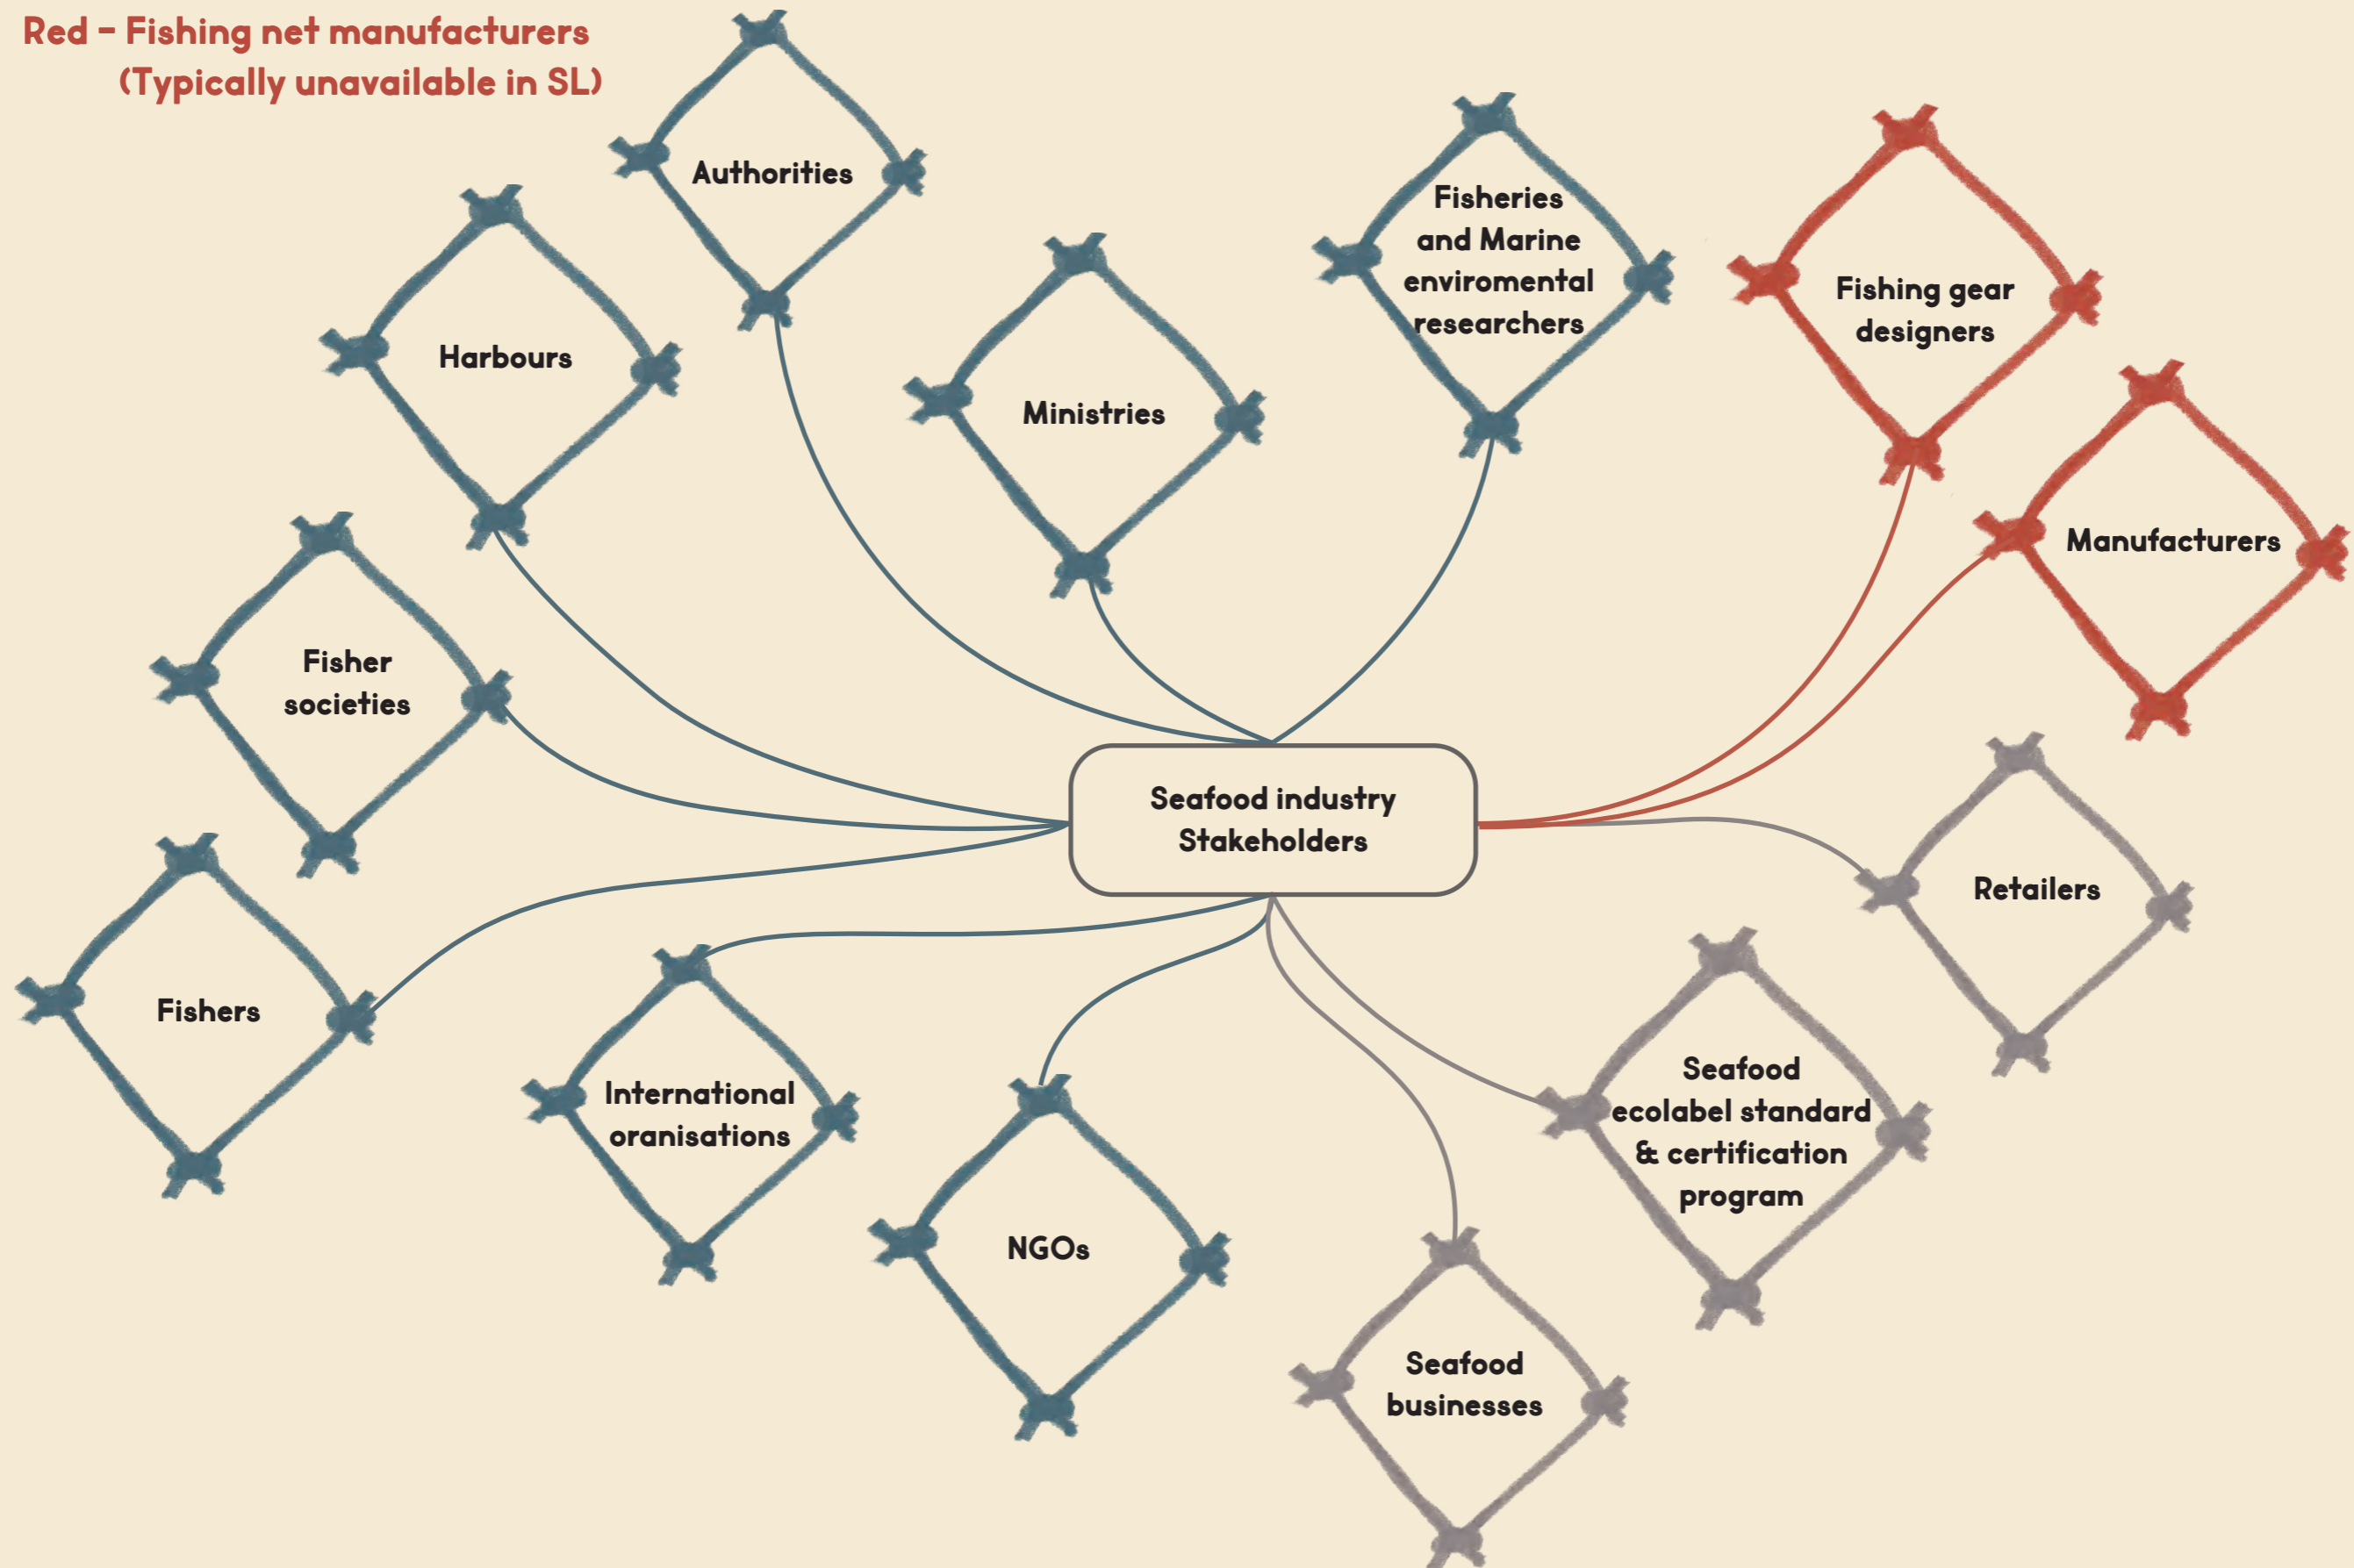 Red - Fishing net manufacturers
(Typically unavailable in SL)
Authorities
Harbours
Ministries
Fisheries
and Marine
enviromental
researchers
Fishing gear
designers
Manufacturers
Fisher
societies
Seafood industry
Stakeholders
Retailers
Fishers
International
oranisations
NGOs
Seafood
ecolabel standard
& certification
program
Seafood
businesses